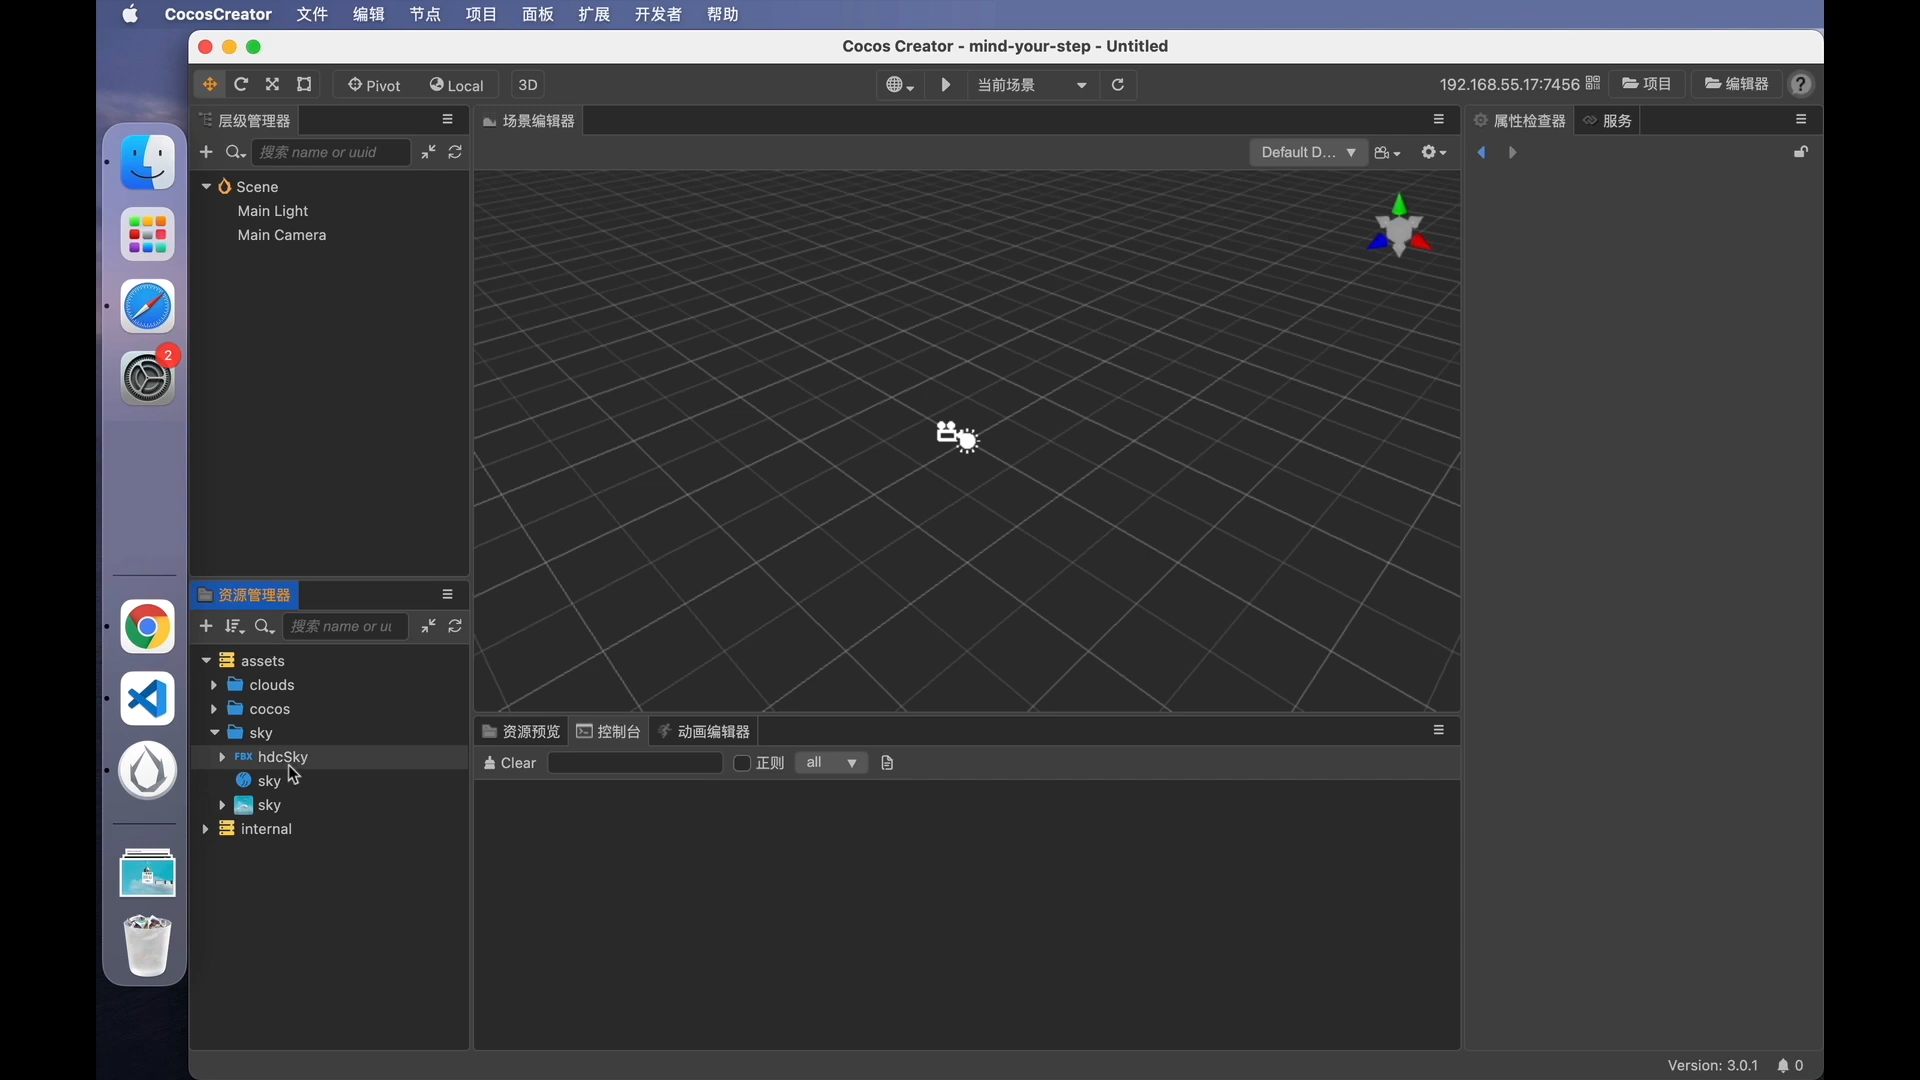 CocosCreator 文件 编辑 节点 项目 面板 扩展 开发者 帮助
Cocos Creator - mind-your-step - Untitled
Pivot Local 3D 当前场景 192.168.55.17:7456 项目 编辑器 ?
层级管理器 场景编辑器 属性检查器 服务
搜索 name or uuid Default D...
Scene
Main Light
Main Camera
2
资源管理器
搜索 name or uu
assets
clouds
cocos
sky
FBX hdcSky
sky
sky
internal
资源预览 控制台 动画编辑器
Clear 正则 all
Version: 3.0.1 0